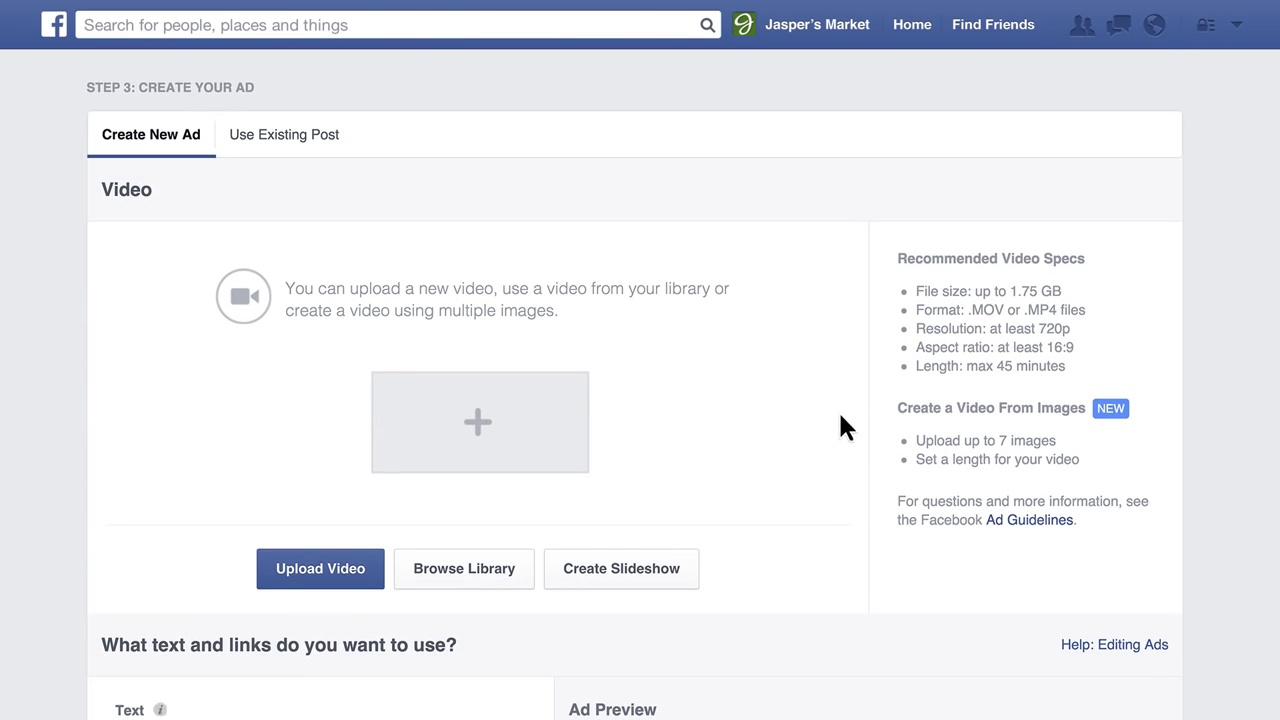 Search for people, places and things
Jasper's Market
Home
Find Friends
STEP 3: CREATE YOUR AD
Create New Ad
Use Existing Post
Video
You can upload a new video, use a video from your library or
create a video using multiple images.
Upload Video
Browse Library
Create Slideshow
Recommended Video Specs
File size: up to 1.75 GB
Format: .MOV or .MP4 files
Resolution: at least 720p
Aspect ratio: at least 16:9
Length: max 45 minutes
Create a Video From Images NEW
Upload up to 7 images
Set a length for your video
For questions and more information, see
the Facebook Ad Guidelines.
What text and links do you want to use?
Help: Editing Ads
Text
Ad Preview